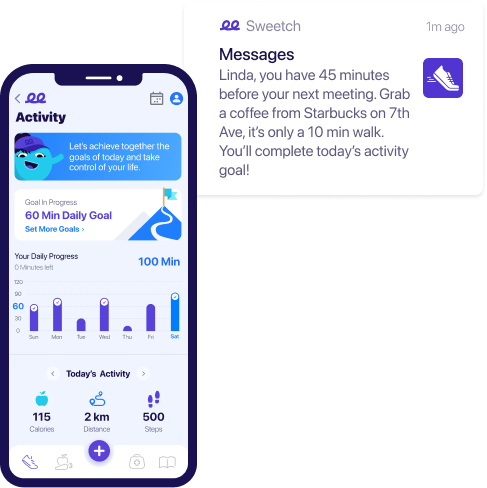 Sweetch 1m ago
Messages
Linda, you have 45 minutes
before your next meeting. Grab
a coffee from Starbucks on 7th
Ave, it's only a 10 min walk.
You'll complete today's activity
goal!
Activity
Let's achieve together the
goals of today and take
control of your life.
Goal in Progress
60 Min Daily Goal
Set More Goals ›
Your Daily Progress
0 Minutes left
100 Min
120
90
60
30
0
Sun Mon Tue Wed Thu Fri Sat
Today's Activity
115 2 km 500
Calories Distance Steps
3